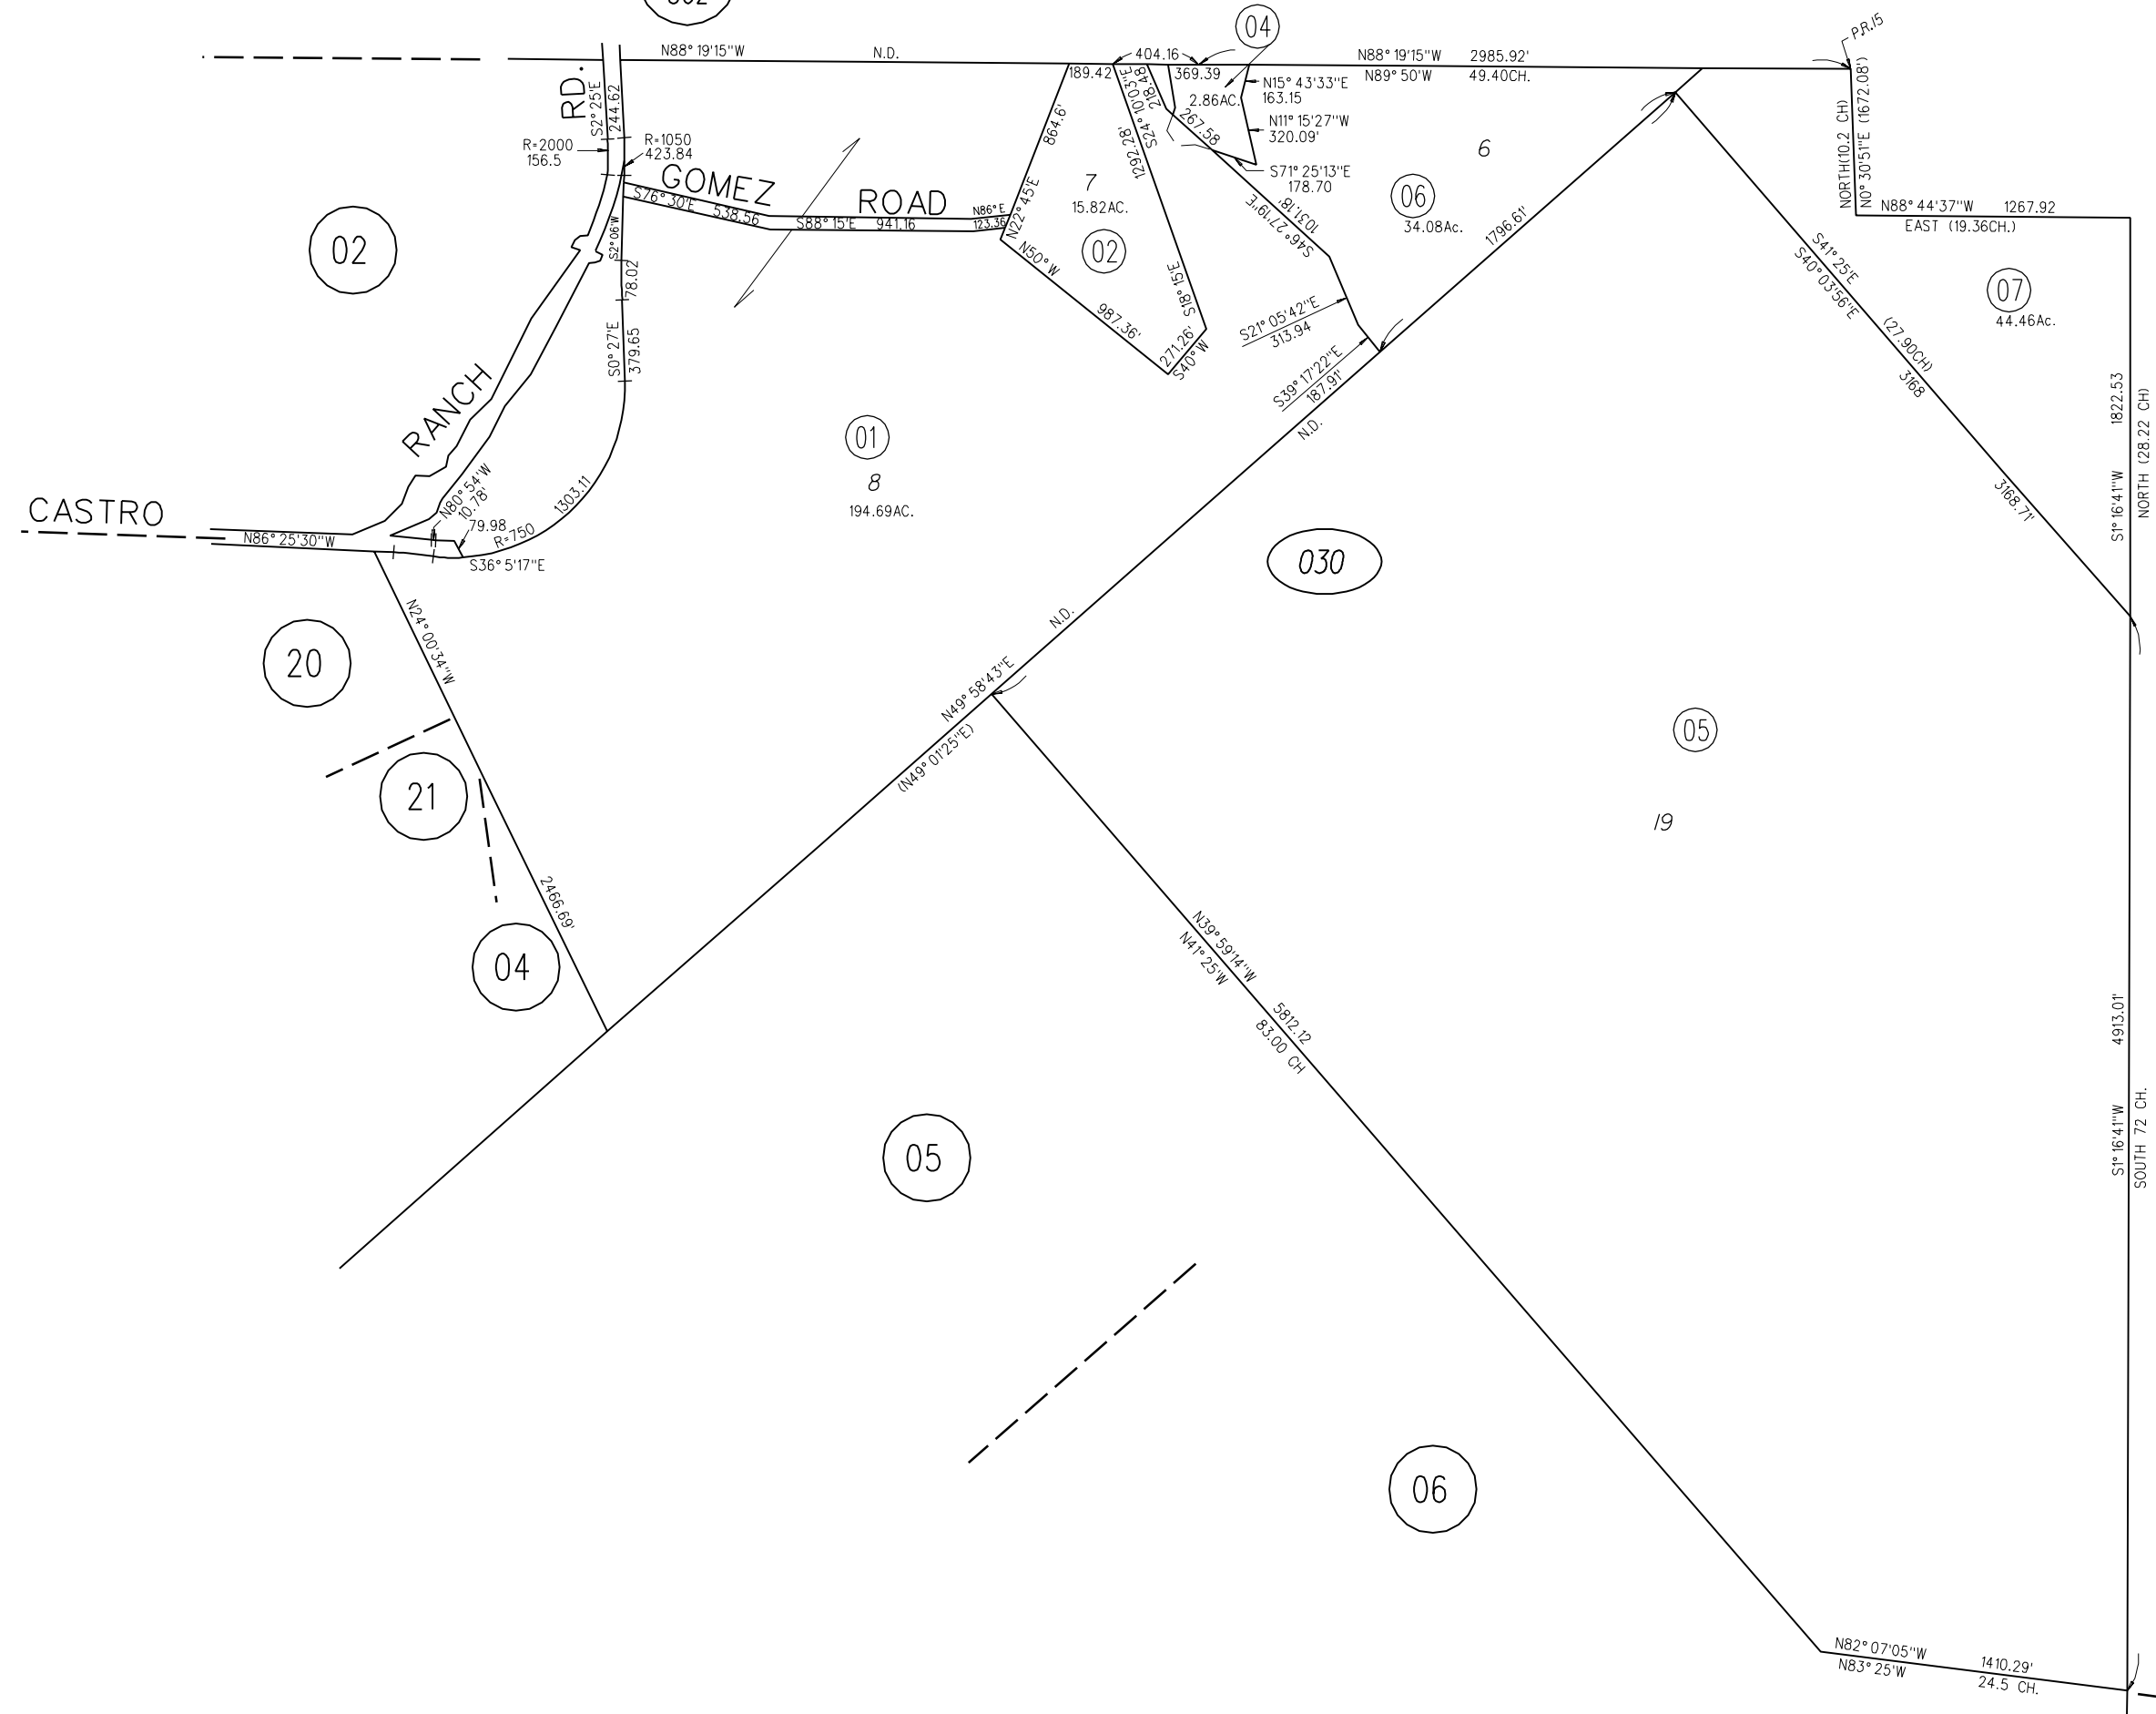 04
P.R.15
N88°19'15"W N.D.
404.16
N88°19'15"W 2985.92'
189.42
369.39
N89°50'W 49.40CH.
RD.
S2°25'E
244.62
R=2000
156.5
R=1050
423.84
GOMEZ ROAD
S76°30'E 538.56
S88°15'E 941.16
N86°E
123.36
864.6'
N22°45'E
S24°10'03"E
218.48
1292.28'
S18°15'E
2.86AC.
267.58
N15°43'33"E
163.15
N11°15'27"W
320.09'
S71°25'13"E
178.70
6
06
34.08Ac.
7
15.82AC.
02
N50°W
987.36'
271.26'
S40°W
1031.18'
S46°27'19"E
S21°05'42"E
313.94
S39°17'22"E
187.91'
1796.61'
N.D.
NORTH(10.2 CH)
N0°30'51"E (1672.08')
N88°44'37"W 1267.92
EAST (19.36CH.)
S41°25'E
S40°03'56"E
(27.90CH)
3168
3168.71'
07
44.46Ac.
1822.53
S1°16'41"W
NORTH (28.22 CH)
02
S2°06'W
78.02
S0°27'E
379.65
RANCH
CASTRO
N86°25'30"W
N80°54'W
10.78'
79.98
R=750
1303.11
S36°5'17"E
01
8
194.69AC.
030
N.D.
N49°58'43"E
(N49°01'25"E)
20
N24°00'34"W
21
2466.69'
04
05
19
N39°59'14"W
N41°25'W
5812.12
83.00 CH
4913.01'
S1°16'41"W
SOUTH 72 CH.
05
06
N82°07'05"W 1410.29'
N83°25'W 24.5 CH.